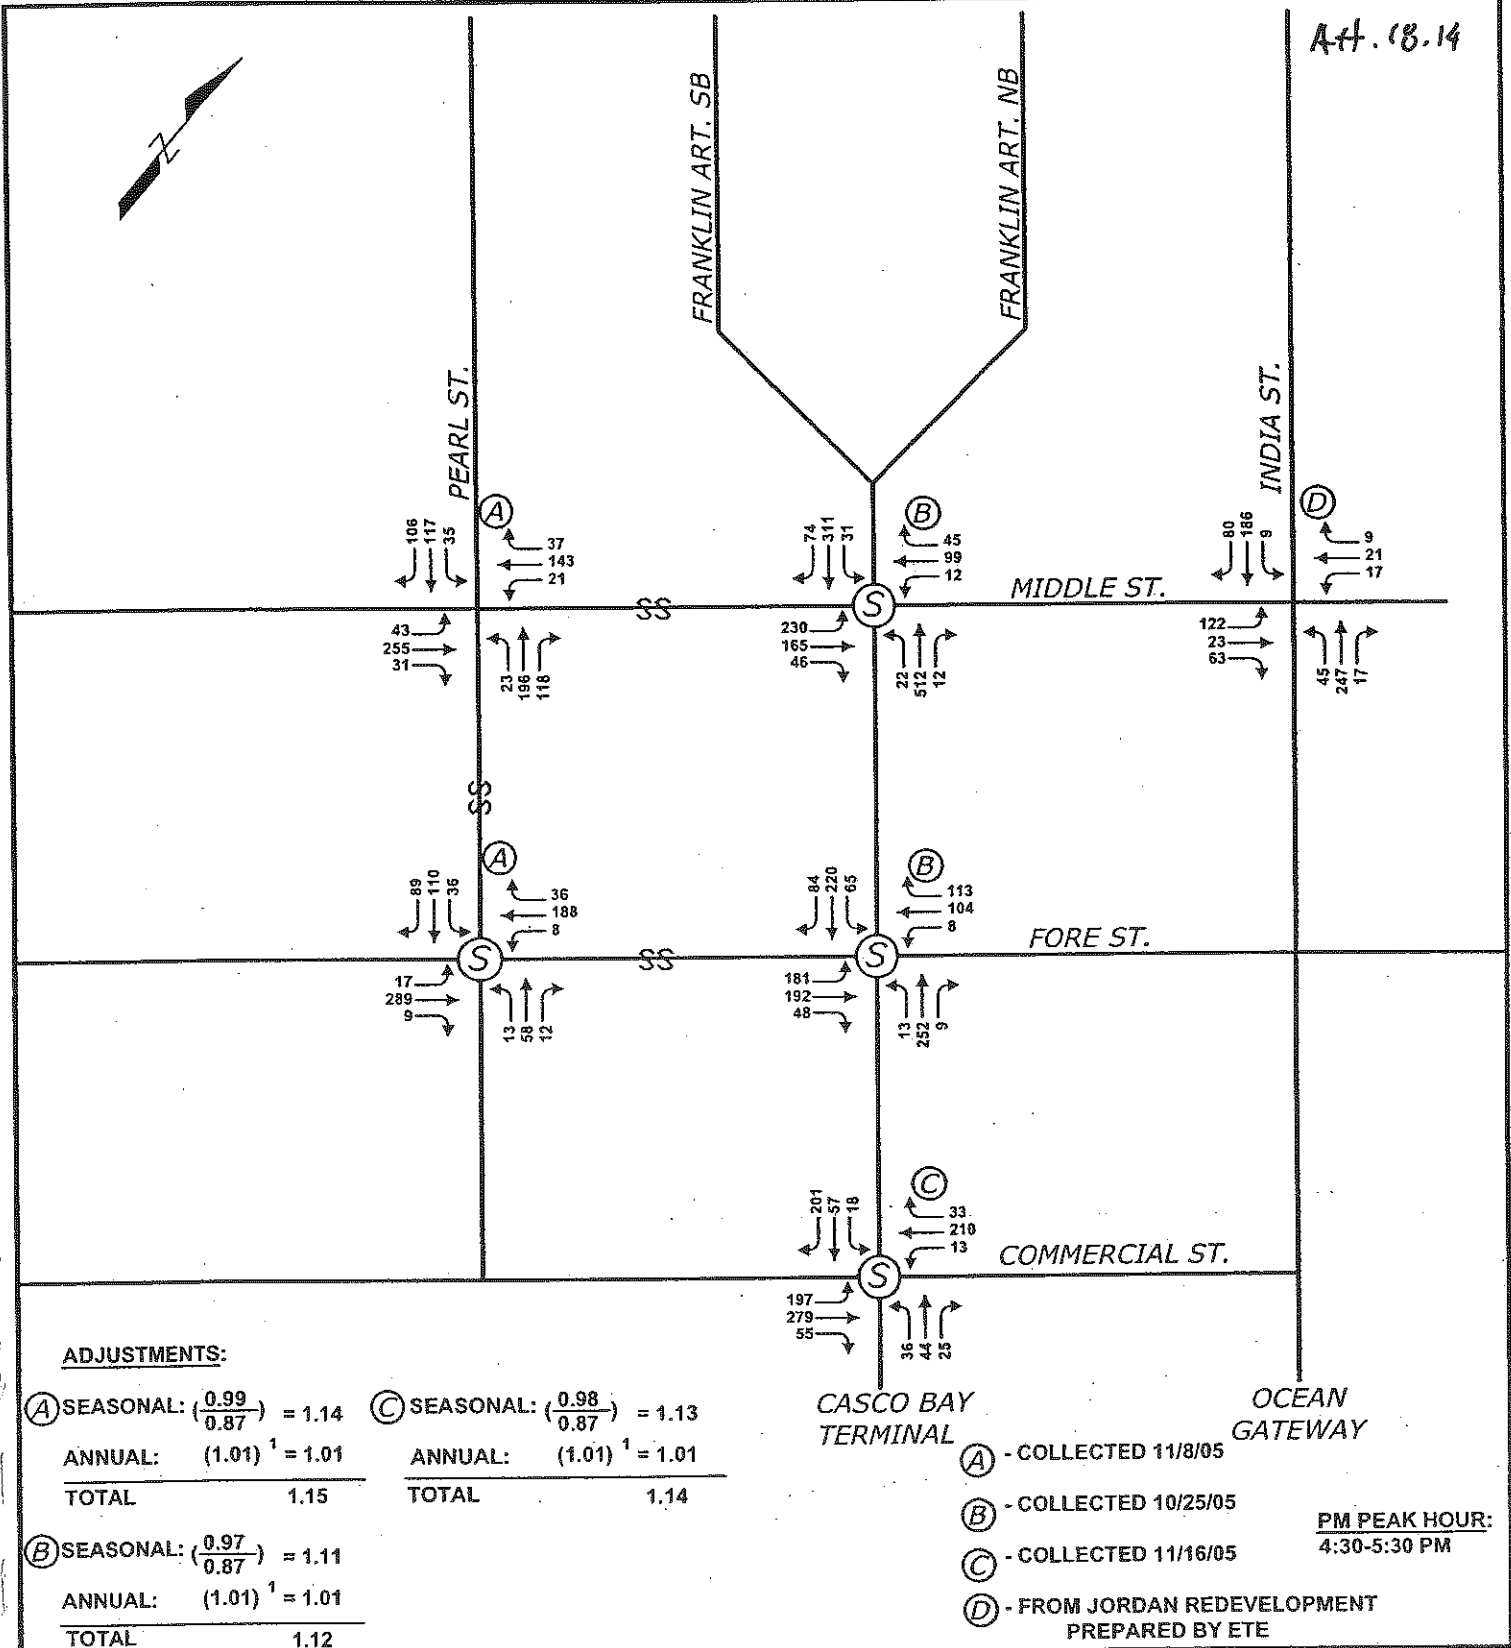 Att. 18.14
FRANKLIN ART. SB
FRANKLIN ART. NB
PEARL ST.
INDIA ST.
Z
A
106 117 35
37
143
21
43
255
31
23 196 118
SS
B
74 311 31
45
99
12
S
MIDDLE ST.
230
165
46
22 512 12
D
80 186 9
9
21
17
122
23
63
45 247 17
SS
A
89 110 36
36
188
8
S
17
289
9
13 58 12
SS
B
84 220 65
113
104
8
S
FORE ST.
181
192
48
13 252 9
C
201 57 18
33
210
13
S
COMMERCIAL ST.
197
279
55
36 44 25
CASCO BAY
TERMINAL
OCEAN
GATEWAY
ADJUSTMENTS:
A SEASONAL: (0.99/0.87) = 1.14
ANNUAL: (1.01) 1 = 1.01
TOTAL 1.15
B SEASONAL: (0.97/0.87) = 1.11
ANNUAL: (1.01) 1 = 1.01
TOTAL 1.12
C SEASONAL: (0.98/0.87) = 1.13
ANNUAL: (1.01) 1 = 1.01
TOTAL 1.14
A - COLLECTED 11/8/05
B - COLLECTED 10/25/05
C - COLLECTED 11/16/05
D - FROM JORDAN REDEVELOPMENT
PREPARED BY ETE
PM PEAK HOUR:
4:30-5:30 PM